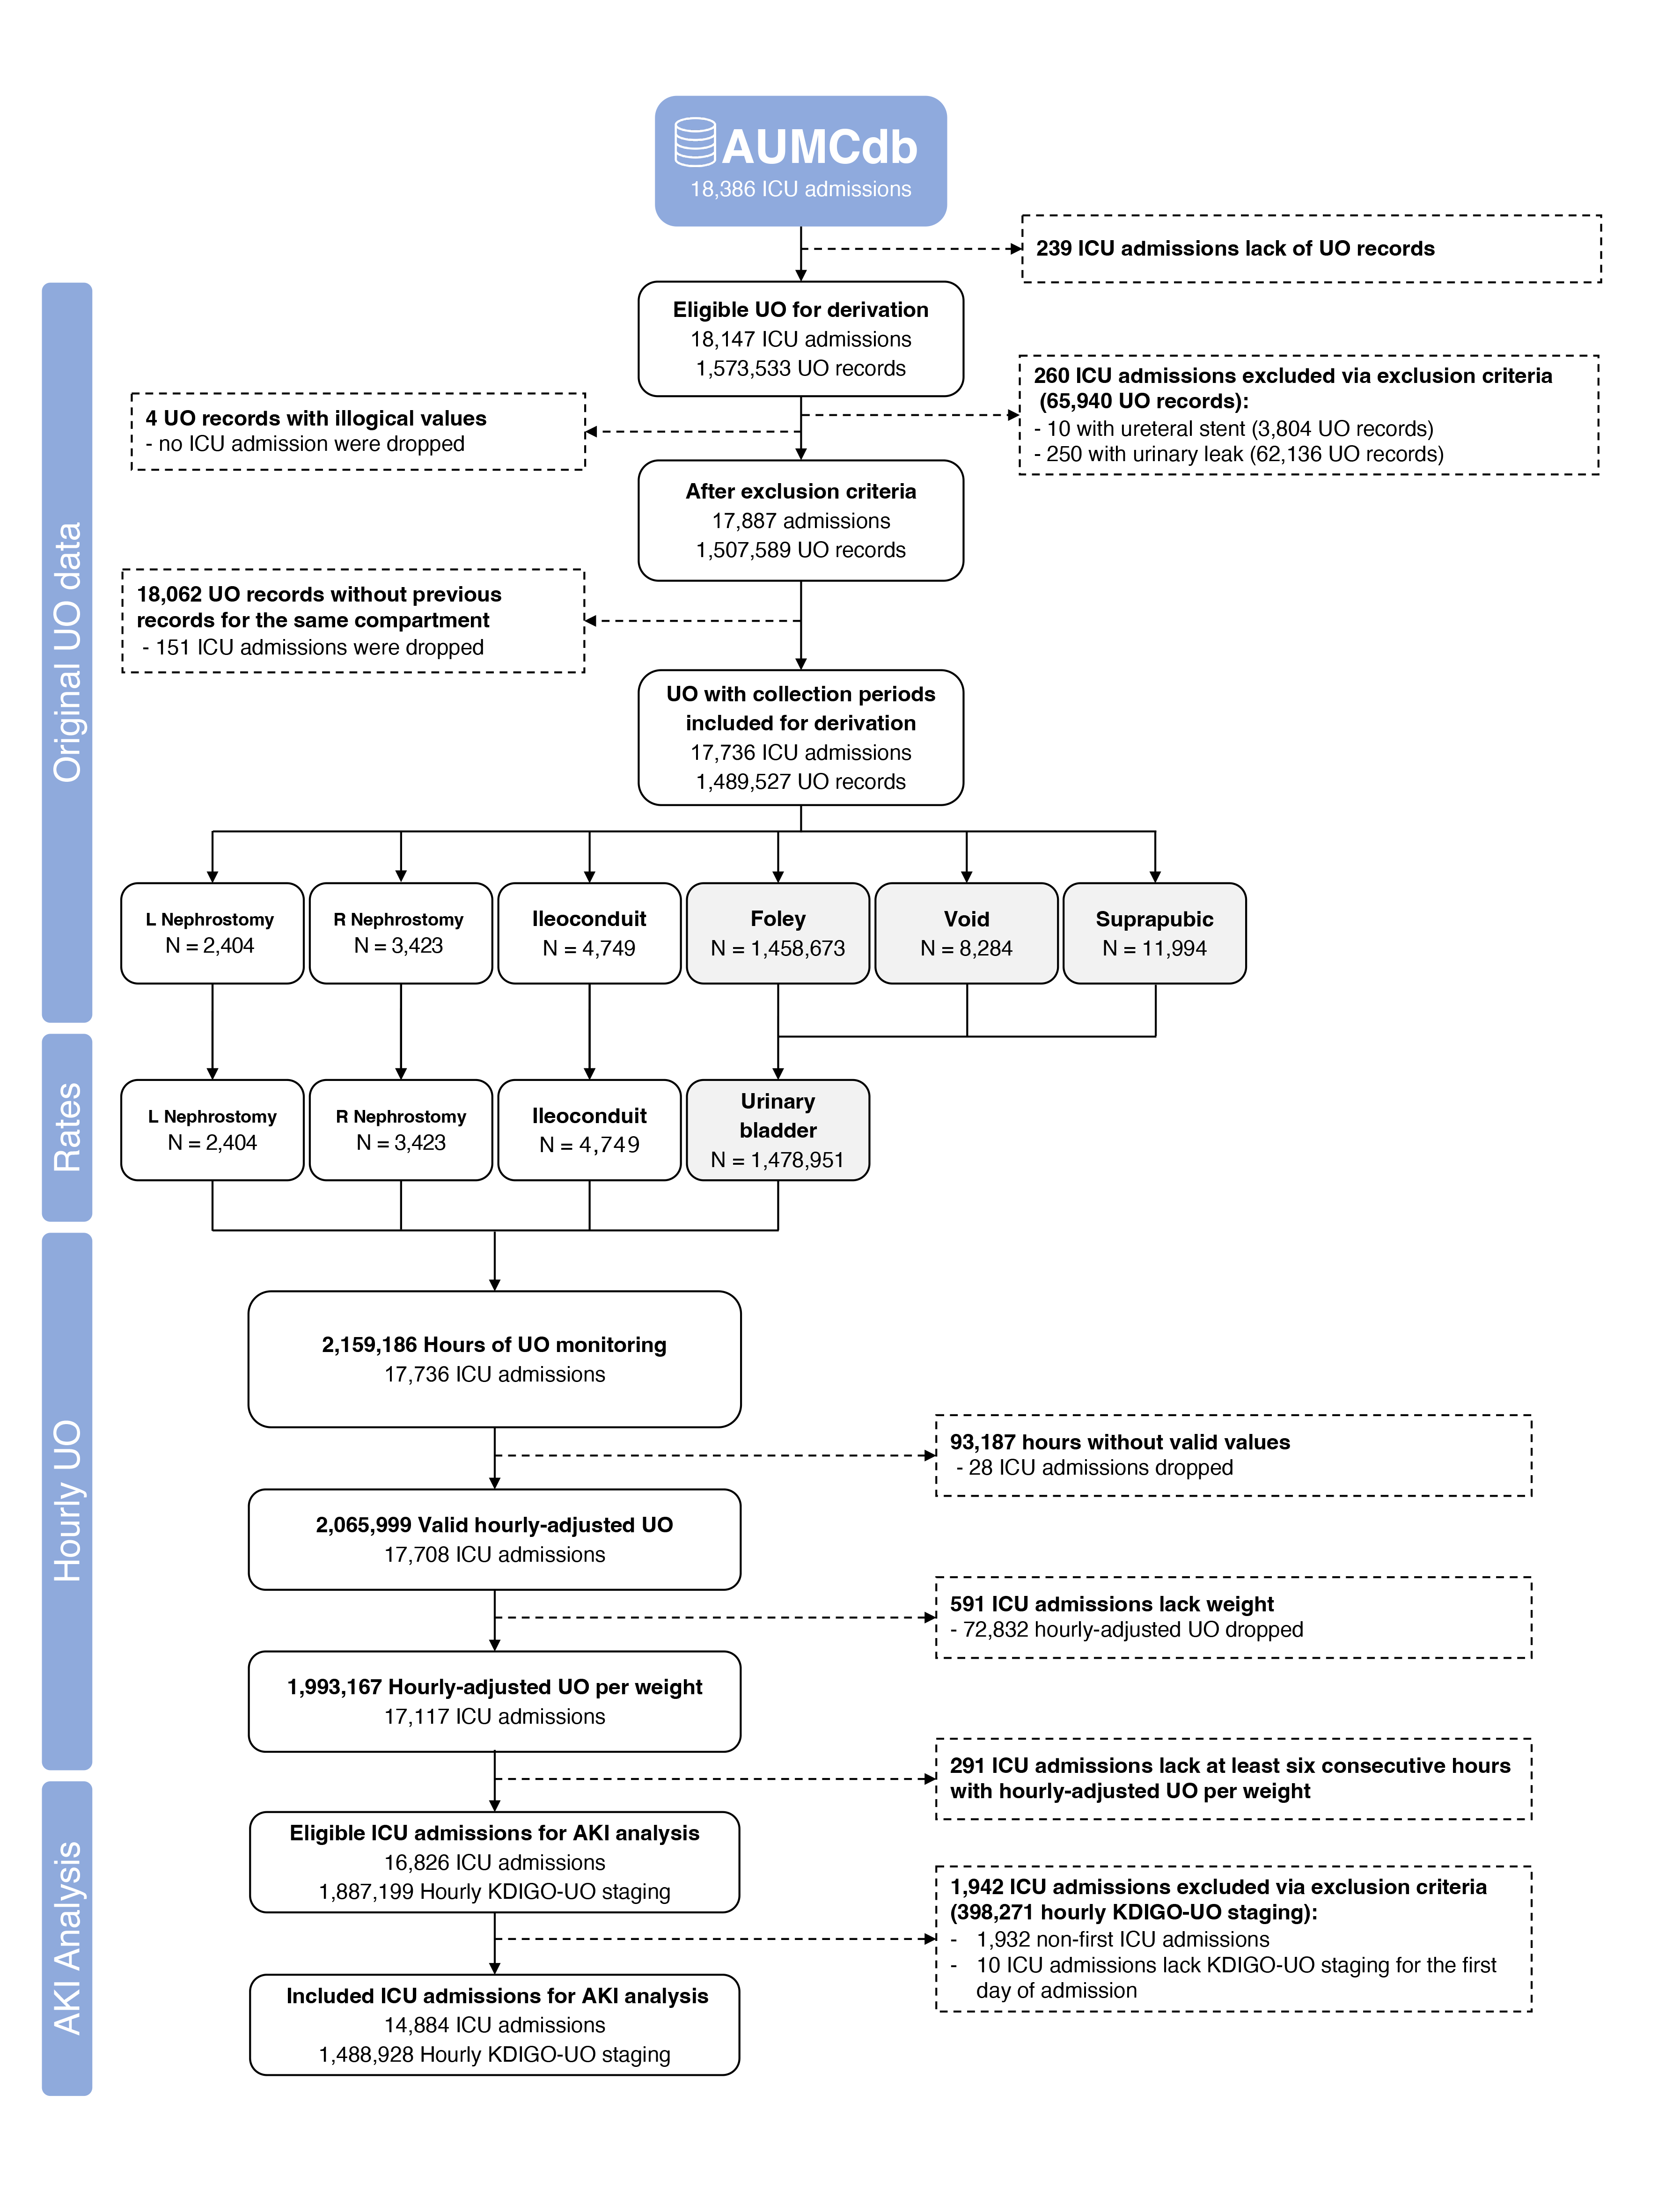 AUMCdb
18,386 ICU admissions
239 ICU admissions lack of UO records
Original UO data
Eligible UO for derivation
18,147 ICU admissions
1,573,533 UO records
260 ICU admissions excluded via exclusion criteria
(65,940 UO records):
- 10 with ureteral stent (3,804 UO records)
- 250 with urinary leak (62,136 UO records)
4 UO records with illogical values
- no ICU admission were dropped
After exclusion criteria
17,887 admissions
1,507,589 UO records
18,062 UO records without previous
records for the same compartment
- 151 ICU admissions were dropped
UO with collection periods
included for derivation
17,736 ICU admissions
1,489,527 UO records
L Nephrostomy
N = 2,404
R Nephrostomy
N = 3,423
Ileoconduit
N = 4,749
Foley
N = 1,458,673
Void
N = 8,284
Suprapubic
N = 11,994
Rates
L Nephrostomy
N = 2,404
R Nephrostomy
N = 3,423
Ileoconduit
N = 4,749
Urinary
bladder
N = 1,478,951
Hourly UO
2,159,186 Hours of UO monitoring
17,736 ICU admissions
93,187 hours without valid values
- 28 ICU admissions dropped
2,065,999 Valid hourly-adjusted UO
17,708 ICU admissions
591 ICU admissions lack weight
- 72,832 hourly-adjusted UO dropped
1,993,167 Hourly-adjusted UO per weight
17,117 ICU admissions
291 ICU admissions lack at least six consecutive hours
with hourly-adjusted UO per weight
AKI Analysis
Eligible ICU admissions for AKI analysis
16,826 ICU admissions
1,887,199 Hourly KDIGO-UO staging
1,942 ICU admissions excluded via exclusion criteria
(398,271 hourly KDIGO-UO staging):
- 1,932 non-first ICU admissions
- 10 ICU admissions lack KDIGO-UO staging for the first
day of admission
Included ICU admissions for AKI analysis
14,884 ICU admissions
1,488,928 Hourly KDIGO-UO staging